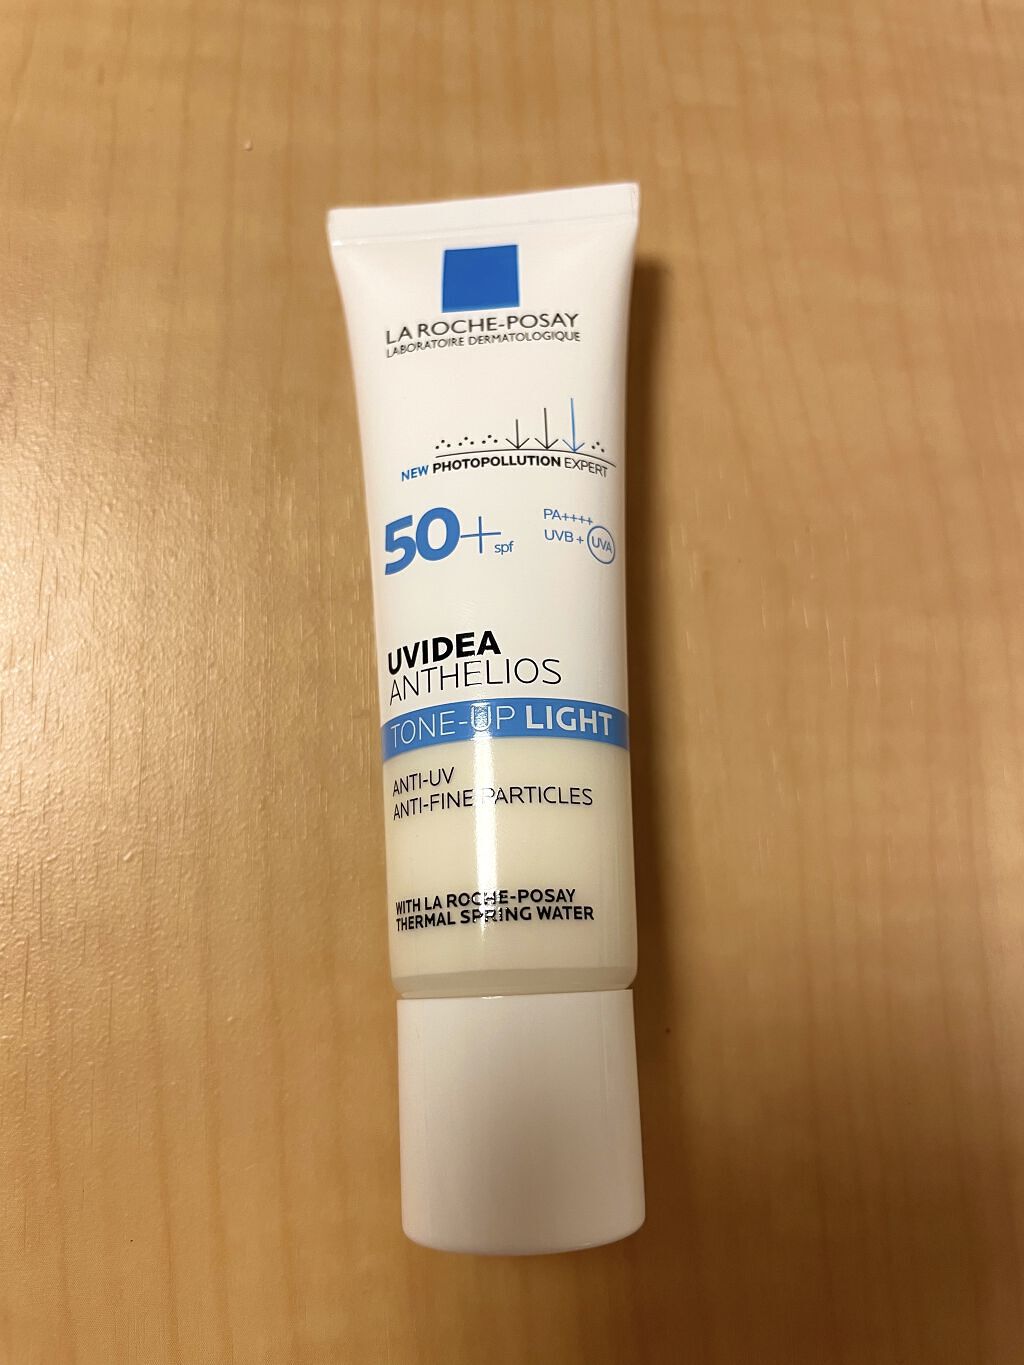 LA ROCHE-POSAY
LABORATOIRE DERMATOLOGIQUE
NEW PHOTOPOLLUTION EXPERT
50+ spf
PA++++
UVB + UVA
UVIDEA
ANTHELIOS
TONE-UP LIGHT
ANTI-UV
ANTI-FINE PARTICLES
WITH LA ROCHE-POSAY
THERMAL SPRING WATER